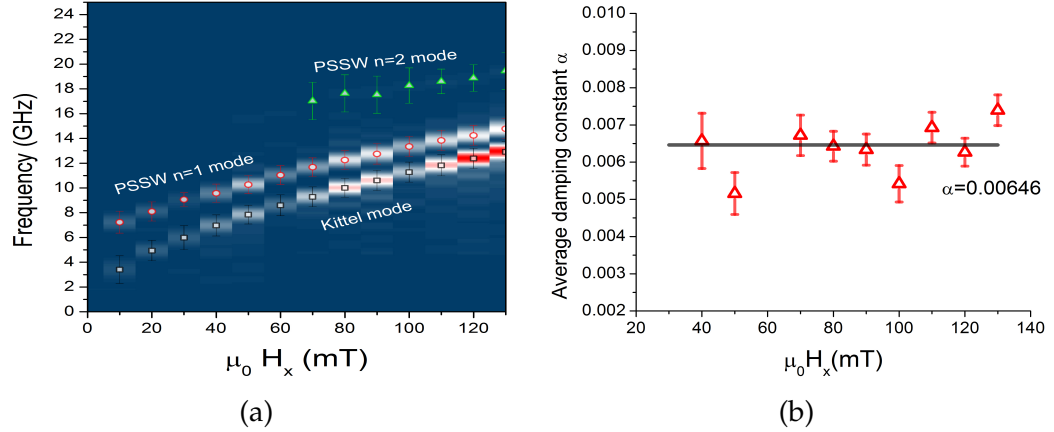 24
22
20
18
16
14
12
10
8
6
4
2
0
Frequency (GHz)
PSSW n=2 mode
PSSW n=1 mode
Kittel mode
0 20 40 60 80 100 120
μ₀ Hₓ (mT)
(a)
0.010
0.009
0.008
0.007
0.006
0.005
0.004
0.003
0.002
Average damping constant α
α=0.00646
20 40 60 80 100 120 140
μ₀Hₓ(mT)
(b)